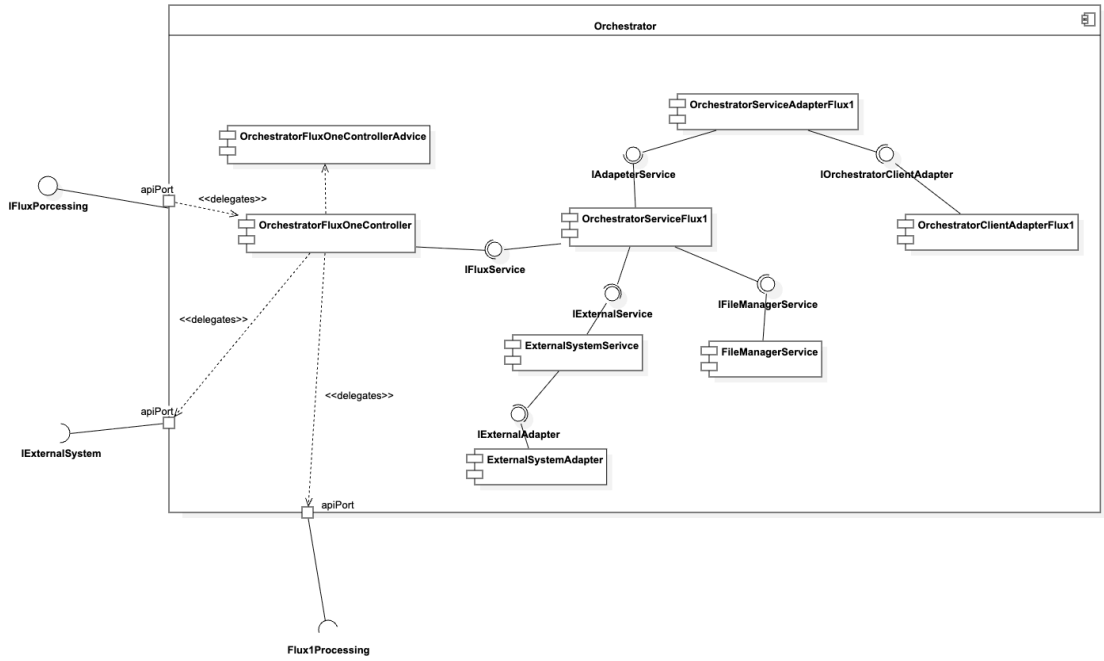 Orchestrator
OrchestratorServiceAdapterFlux1
OrchestratorFluxOneControllerAdvice
IAdapeterService
IOrchestratorClientAdapter
apiPort
<<delegates>>
IFluxPorcessing
OrchestratorFluxOneController
OrchestratorServiceFlux1
OrchestratorClientAdapterFlux1
IFluxService
IFileManagerService
IExternalService
<<delegates>>
ExternalSystemSerivce
FileManagerService
<<delegates>>
apiPort
IExternalAdapter
IExternalSystem
ExternalSystemAdapter
apiPort
Flux1Processing